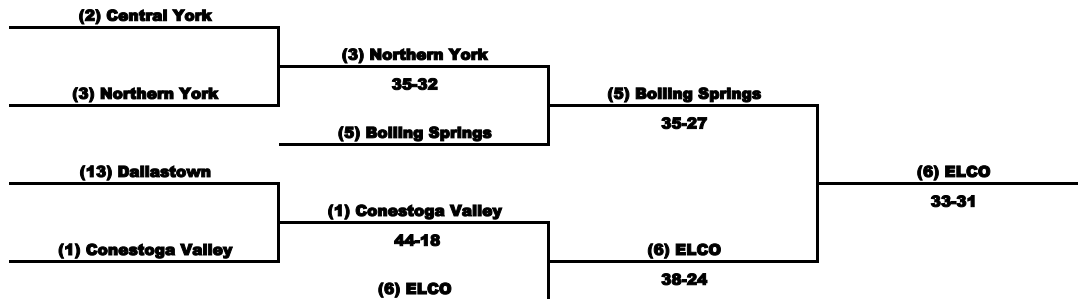 (2) Central York
(3) Northern York
35-32
(3) Northern York
(5) Boiling Springs
35-27
(5) Boiling Springs
(13) Dallastown
(6) ELCO
33-31
(1) Conestoga Valley
44-18
(1) Conestoga Valley
(6) ELCO
38-24
(6) ELCO